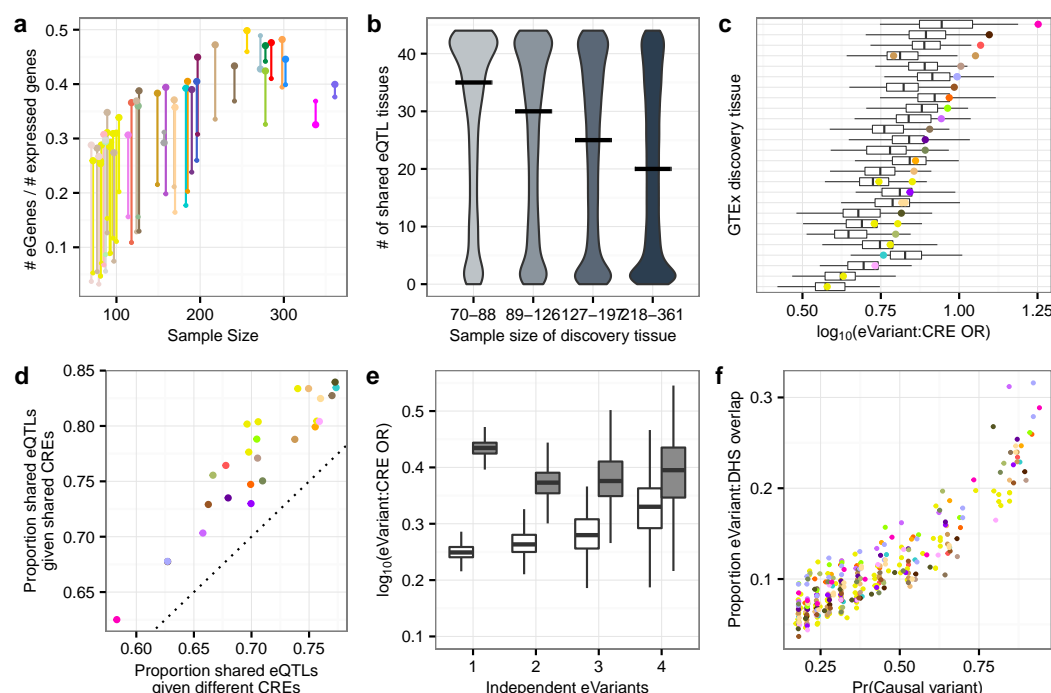 a
# eGenes / # expressed genes
0.5
0.4
0.3
0.2
0.1
100
200
300
Sample Size
b
# of shared eQTL tissues
40
30
20
10
0
70−88
89−126
127−197
218−361
Sample size of discovery tissue
c
GTEx discovery tissue
0.50
0.75
1.00
1.25
log10(eVariant:CRE OR)
d
Proportion shared eQTLs
given shared CREs
0.85
0.80
0.75
0.70
0.65
0.60
0.65
0.70
0.75
Proportion shared eQTLs
given different CREs
e
log10(eVariant:CRE OR)
0.5
0.4
0.3
0.2
0.1
1
2
3
4
Independent eVariants
f
Proportion eVariant:DHS overlap
0.3
0.2
0.1
0.25
0.50
0.75
Pr(Causal variant)